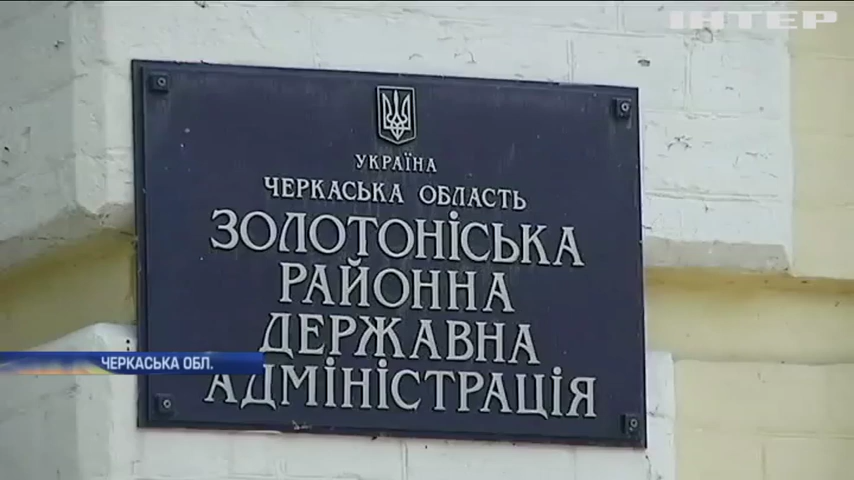 ІНТЕР
УКРАЇНА
ЧЕРКАСЬКА ОБЛАСТЬ
ЗОЛОТОНІСЬКА
РАЙОННА
ДЕРЖАВНА
АДМІНІСТРАЦІЯ
ЧЕРКАСЬКА ОБЛ.